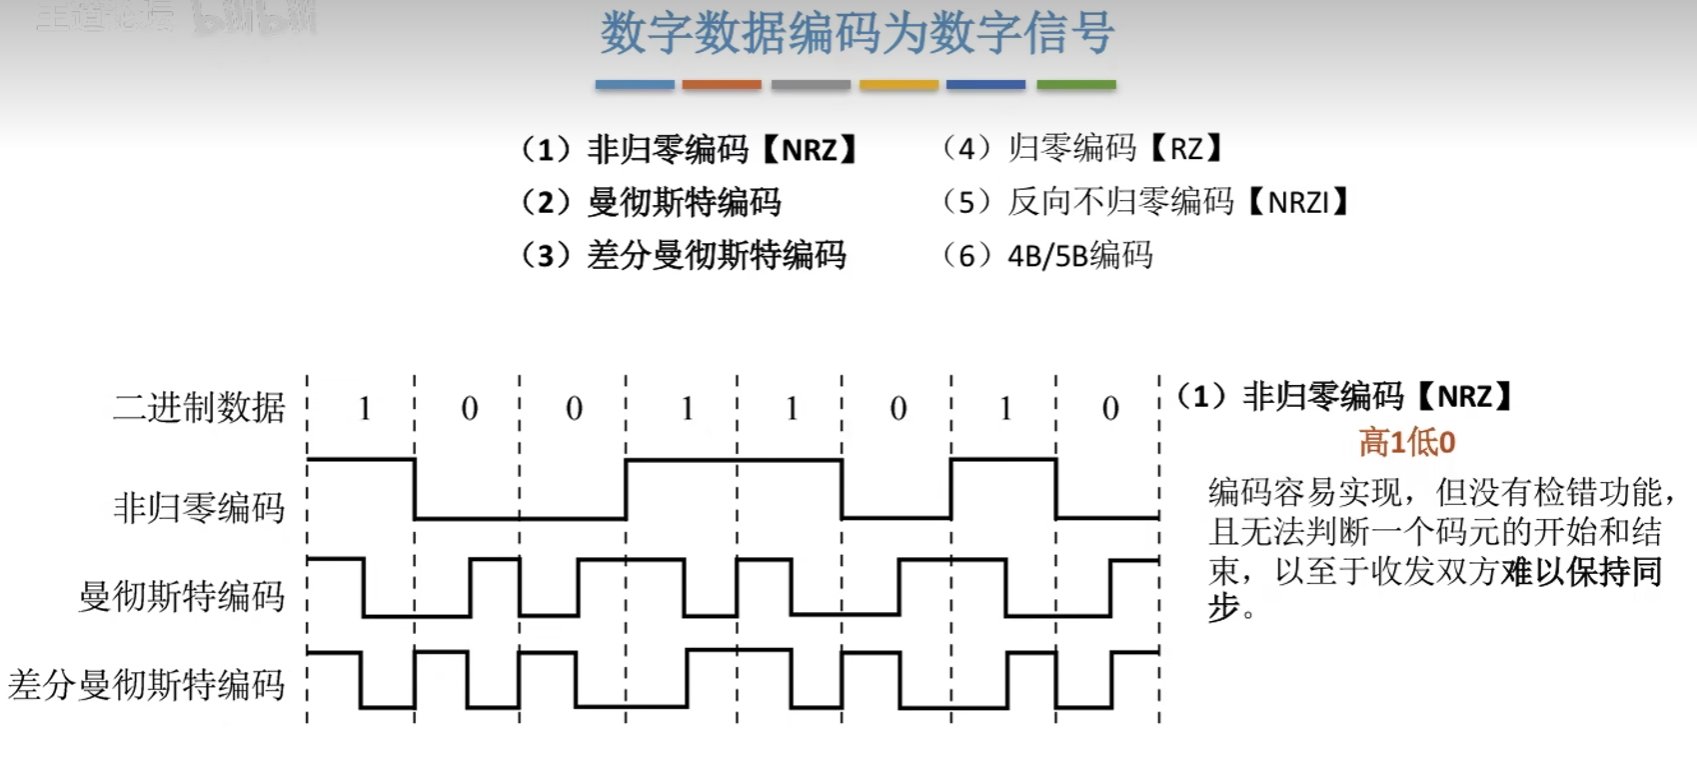 数字数据编码为数字信号
（1）非归零编码【NRZ】
（2）曼彻斯特编码
（3）差分曼彻斯特编码
（4）归零编码【RZ】
（5）反向不归零编码【NRZI】
（6）4B/5B编码
二进制数据 1 0 0 1 1 0 1 0
非归零编码
曼彻斯特编码
差分曼彻斯特编码
（1）非归零编码【NRZ】
高1低0
编码容易实现，但没有检错功能，
且无法判断一个码元的开始和结
束，以至于收发双方难以保持同
步。